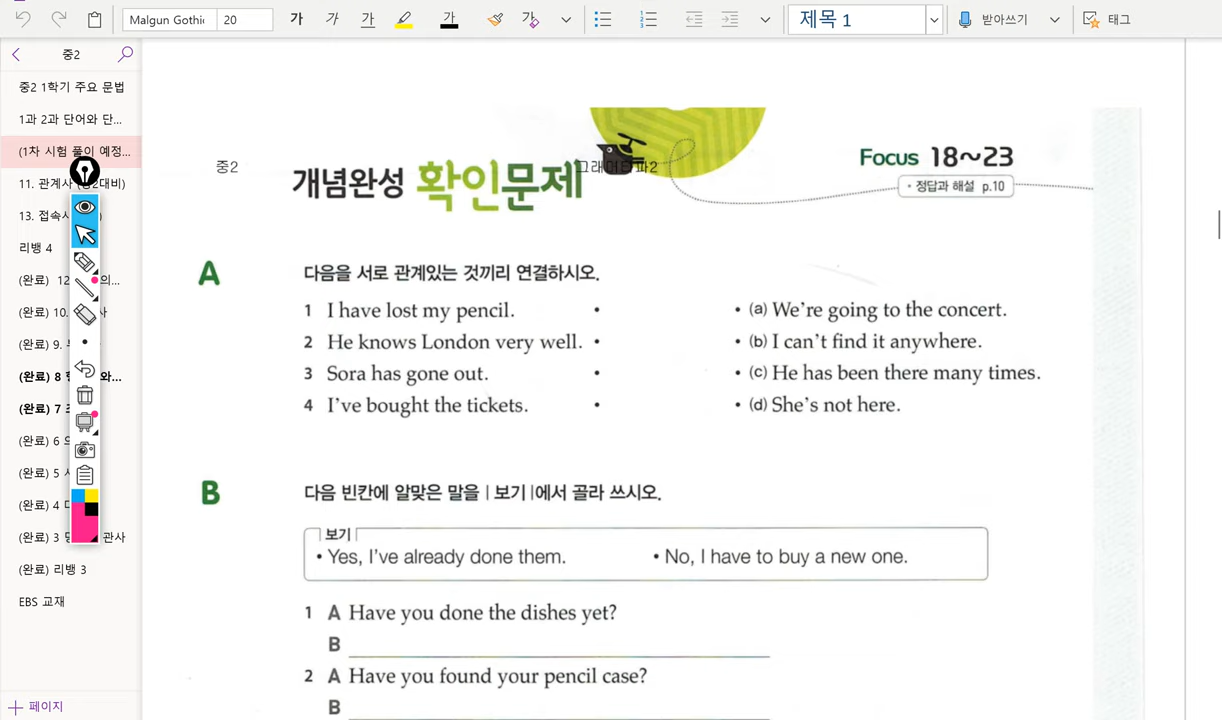 Malgun Gothic 20 가 가 가 가 가 제목 1 받아쓰기 태그
중2
중2 1학기 주요 문법
1과 2과 단어와 단...
(1차 시험 풀이 예정...
11. 관계사
13. 접속사
리뱅 4
(완료) 12
(완료) 10.
(완료) 9.
(완료) 8
(완료) 7
(완료) 6
(완료) 5
(완료) 4
(완료) 3
관사
(완료) 리뱅 3
EBS 교재
페이지
중2
개념완성 확인문제
Focus 18~23
• 정답과 해설 p.10
A 다음을 서로 관계있는 것끼리 연결하시오.
1 I have lost my pencil. • • (a) We're going to the concert.
2 He knows London very well. • • (b) I can't find it anywhere.
3 Sora has gone out. • • (c) He has been there many times.
4 I've bought the tickets. • • (d) She's not here.
B 다음 빈칸에 알맞은 말을 | 보기 |에서 골라 쓰시오.
보기
• Yes, I've already done them. • No, I have to buy a new one.
1 A Have you done the dishes yet?
B
2 A Have you found your pencil case?
B